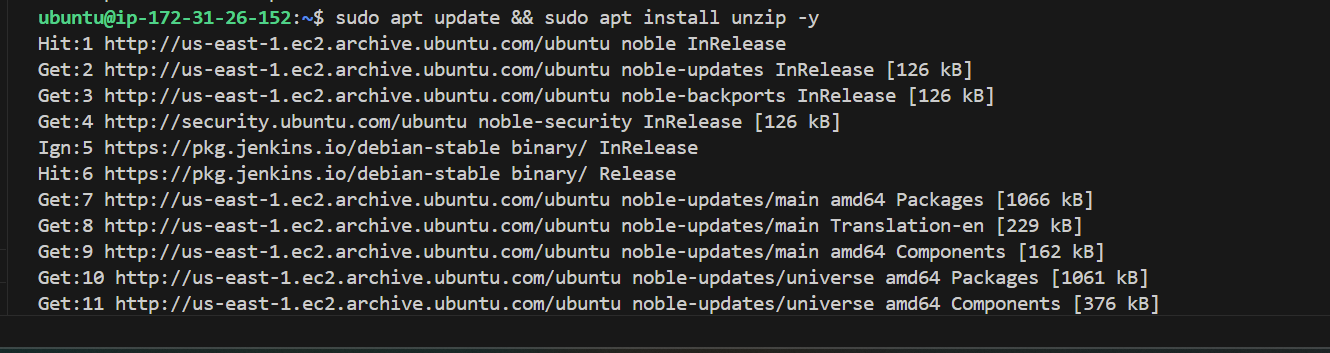 ubuntu@ip-172-31-26-152:~$ sudo apt update && sudo apt install unzip -y
Hit:1 http://us-east-1.ec2.archive.ubuntu.com/ubuntu noble InRelease
Get:2 http://us-east-1.ec2.archive.ubuntu.com/ubuntu noble-updates InRelease [126 kB]
Get:3 http://us-east-1.ec2.archive.ubuntu.com/ubuntu noble-backports InRelease [126 kB]
Get:4 http://security.ubuntu.com/ubuntu noble-security InRelease [126 kB]
Ign:5 https://pkg.jenkins.io/debian-stable binary/ InRelease
Hit:6 https://pkg.jenkins.io/debian-stable binary/ Release
Get:7 http://us-east-1.ec2.archive.ubuntu.com/ubuntu noble-updates/main amd64 Packages [1066 kB]
Get:8 http://us-east-1.ec2.archive.ubuntu.com/ubuntu noble-updates/main Translation-en [229 kB]
Get:9 http://us-east-1.ec2.archive.ubuntu.com/ubuntu noble-updates/main amd64 Components [162 kB]
Get:10 http://us-east-1.ec2.archive.ubuntu.com/ubuntu noble-updates/universe amd64 Packages [1061 kB]
Get:11 http://us-east-1.ec2.archive.ubuntu.com/ubuntu noble-updates/universe amd64 Components [376 kB]